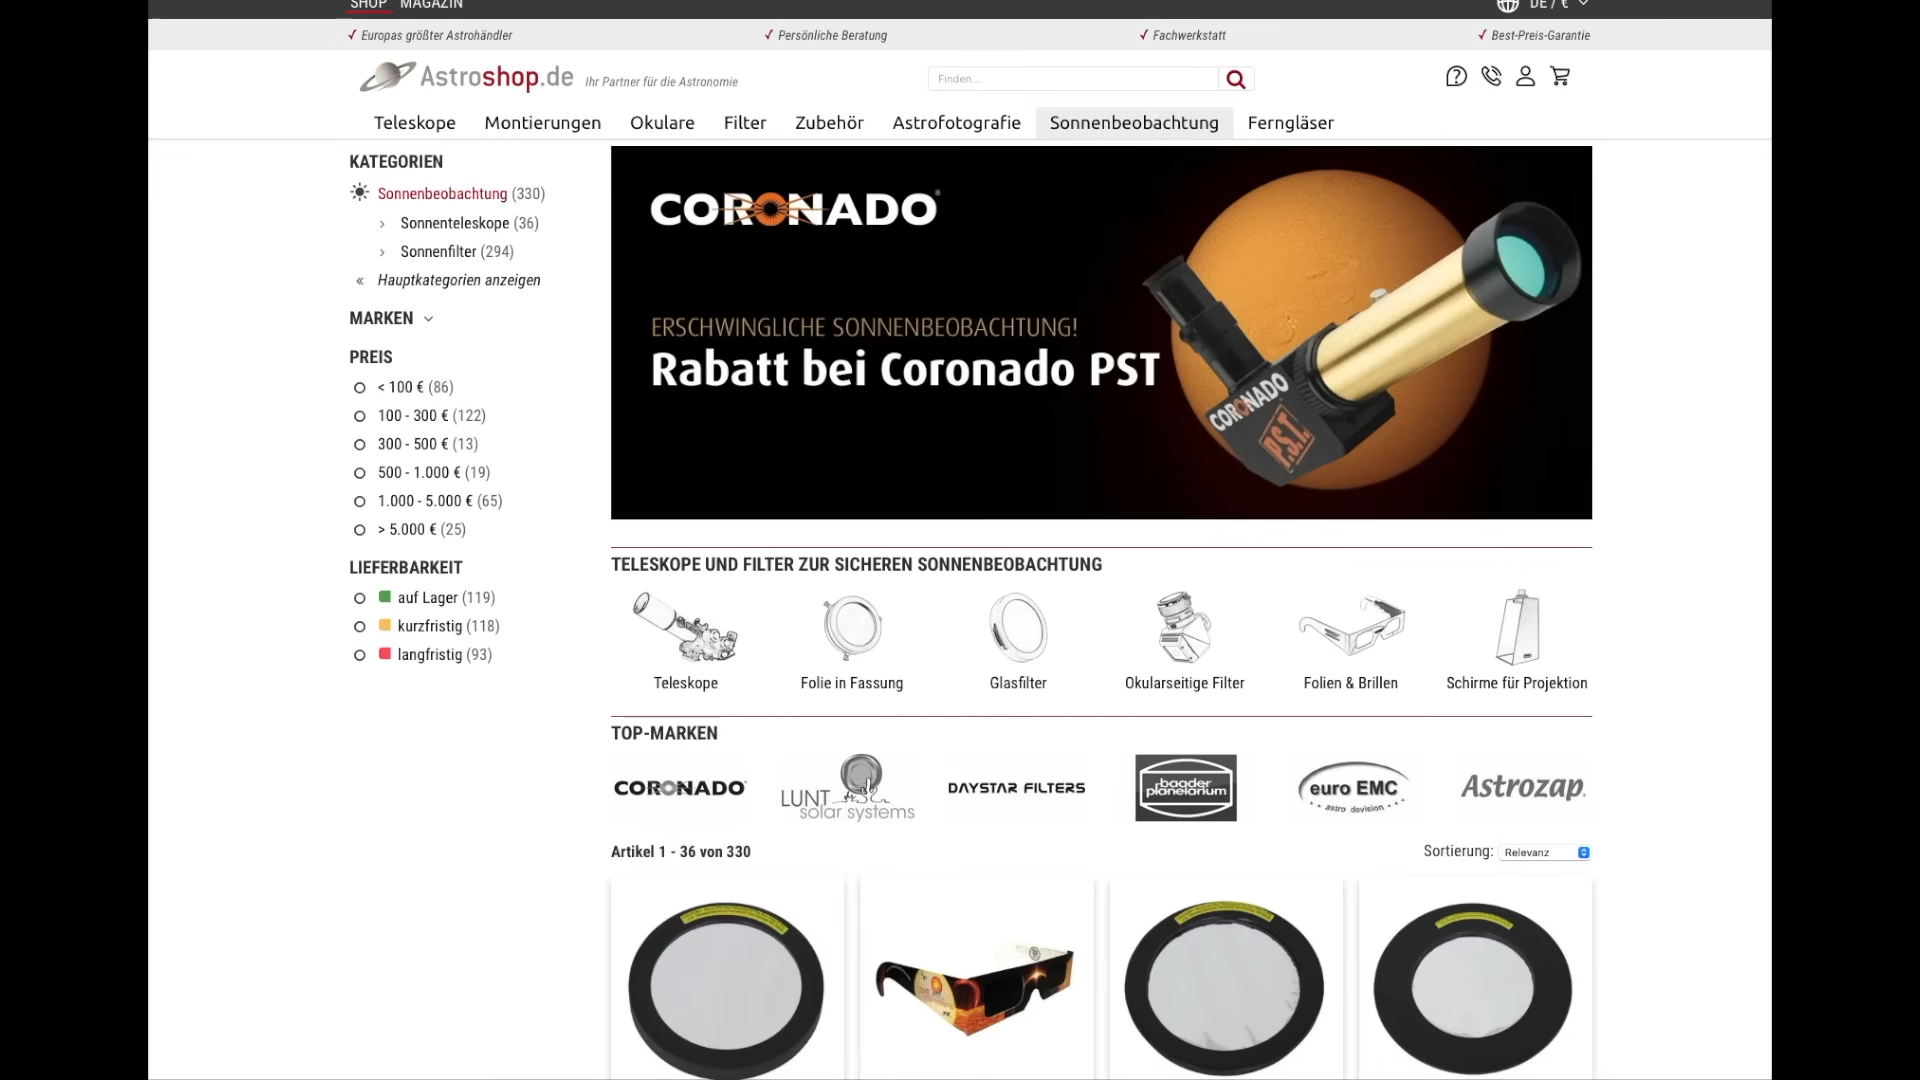 SHOP MAGAZIN
DE / €
Europas größter Astrohändler
Persönliche Beratung
Fachwerkstatt
Best-Preis-Garantie
Astroshop.de Ihr Partner für die Astronomie
Finden...
Teleskope Montierungen Okulare Filter Zubehör Astrofotografie Sonnenbeobachtung Ferngläser
KATEGORIEN
Sonnenbeobachtung (330)
› Sonnenteleskope (36)
› Sonnenfilter (294)
« Hauptkategorien anzeigen
MARKEN
PREIS
< 100 € (86)
100 - 300 € (122)
300 - 500 € (13)
500 - 1.000 € (19)
1.000 - 5.000 € (65)
> 5.000 € (25)
LIEFERBARKEIT
auf Lager (119)
kurzfristig (118)
langfristig (93)
CORONADO®
ERSCHWINGLICHE SONNENBEOBACHTUNG!
Rabatt bei Coronado PST
CORONADO
P.S.T.
TELESKOPE UND FILTER ZUR SICHEREN SONNENBEOBACHTUNG
Teleskope
Folie in Fassung
Glasfilter
Okularseitige Filter
Folien & Brillen
Schirme für Projektion
TOP-MARKEN
CORONADO
LUNT
solar systems
DAYSTAR FILTERS
baader
planetarium
euro EMC
astro devision
Astrozap.
Artikel 1 - 36 von 330
Sortierung: Relevanz